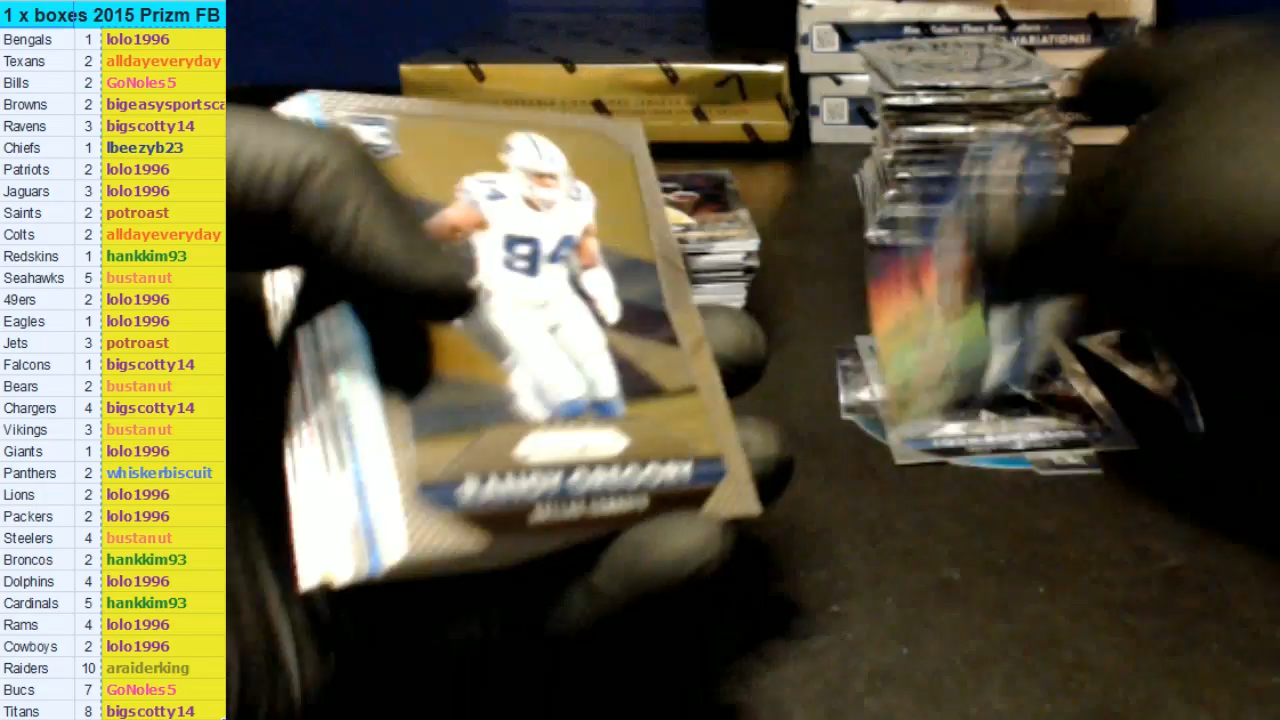 1 x boxes 2015 Prizm FB
Bengals 1 lolo1996
Texans 2 alldayeveryday
Bills 2 GoNoles5
Browns 2 bigeasysportsca
Ravens 3 bigscotty14
Chiefs 1 lbeezyb23
Patriots 2 lolo1996
Jaguars 3 lolo1996
Saints 2 potroast
Colts 2 alldayeveryday
Redskins 1 hankkim93
Seahawks 5 bustanut
49ers 2 lolo1996
Eagles 1 lolo1996
Jets 3 potroast
Falcons 1 bigscotty14
Bears 2 bustanut
Chargers 4 bigscotty14
Vikings 3 bustanut
Giants 1 lolo1996
Panthers 2 whiskerbiscuit
Lions 2 lolo1996
Packers 2 lolo1996
Steelers 4 bustanut
Broncos 2 hankkim93
Dolphins 4 lolo1996
Cardinals 5 hankkim93
Rams 4 lolo1996
Cowboys 2 lolo1996
Raiders 10 araiderking
Bucs 7 GoNoles5
Titans 8 bigscotty14
VARIATIONS!
94
RANDY GREGORY
DALLAS COWBOYS